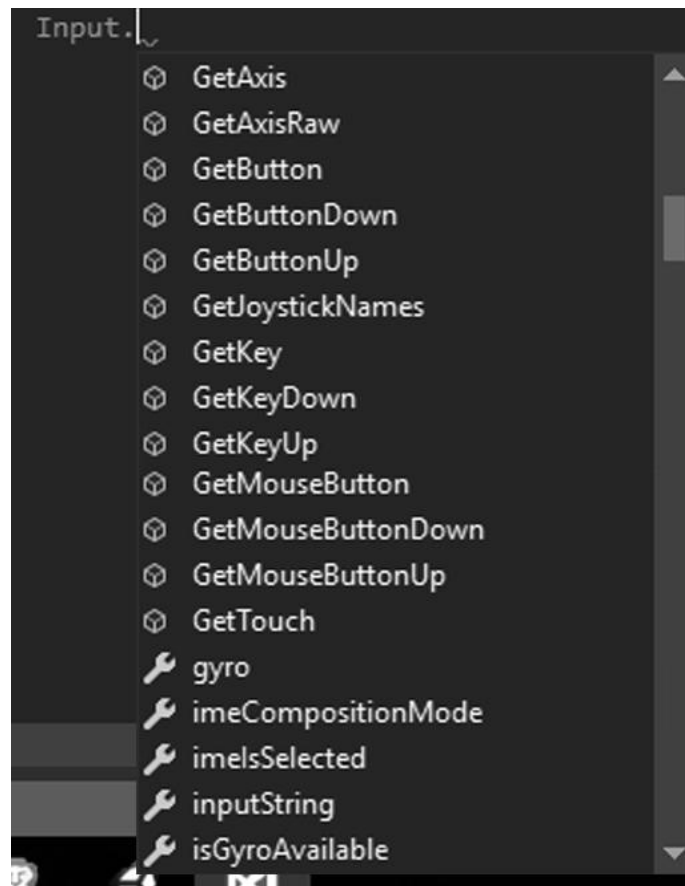 Input.
GetAxis
GetAxisRaw
GetButton
GetButtonDown
GetButtonUp
GetJoystickNames
GetKey
GetKeyDown
GetKeyUp
GetMouseButton
GetMouseButtonDown
GetMouseButtonUp
GetTouch
gyro
imeCompositionMode
imeIsSelected
inputString
isGyroAvailable